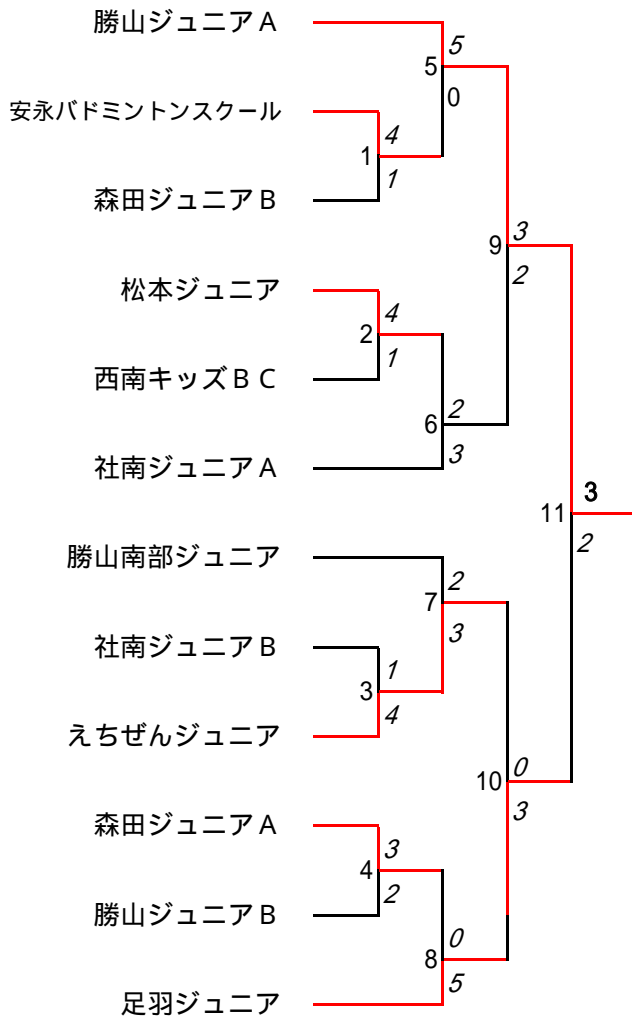 勝山ジュニアA
5
5
0
安永バドミントンスクール
4
1
1
森田ジュニアB
3
9
2
松本ジュニア
4
2
1
西南キッズBC
2
6
3
社南ジュニアA
3
11
2
勝山南部ジュニア
2
7
3
社南ジュニアB
1
3
4
えちぜんジュニア
0
10
3
森田ジュニアA
3
4
2
勝山ジュニアB
0
8
5
足羽ジュニア